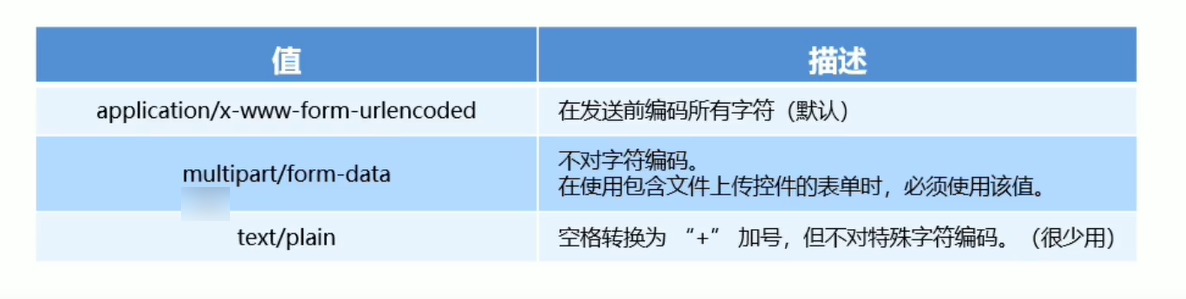 值
描述
application/x-www-form-urlencoded
在发送前编码所有字符（默认）
multipart/form-data
不对字符编码。
在使用包含文件上传控件的表单时，必须使用该值。
text/plain
空格转换为 “+” 加号，但不对特殊字符编码。（很少用）